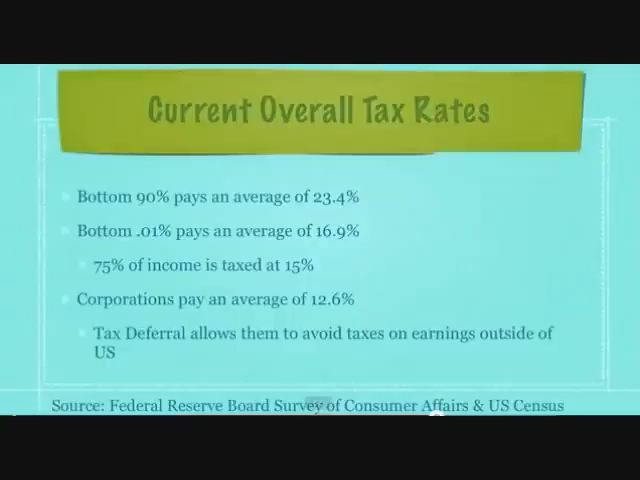 Current Overall Tax Rates
Bottom 90% pays an average of 23.4%
Bottom .01% pays an average of 16.9%
75% of income is taxed at 15%
Corporations pay an average of 12.6%
Tax Deferral allows them to avoid taxes on earnings outside of
US
Source: Federal Reserve Board Survey of Consumer Affairs & US Census